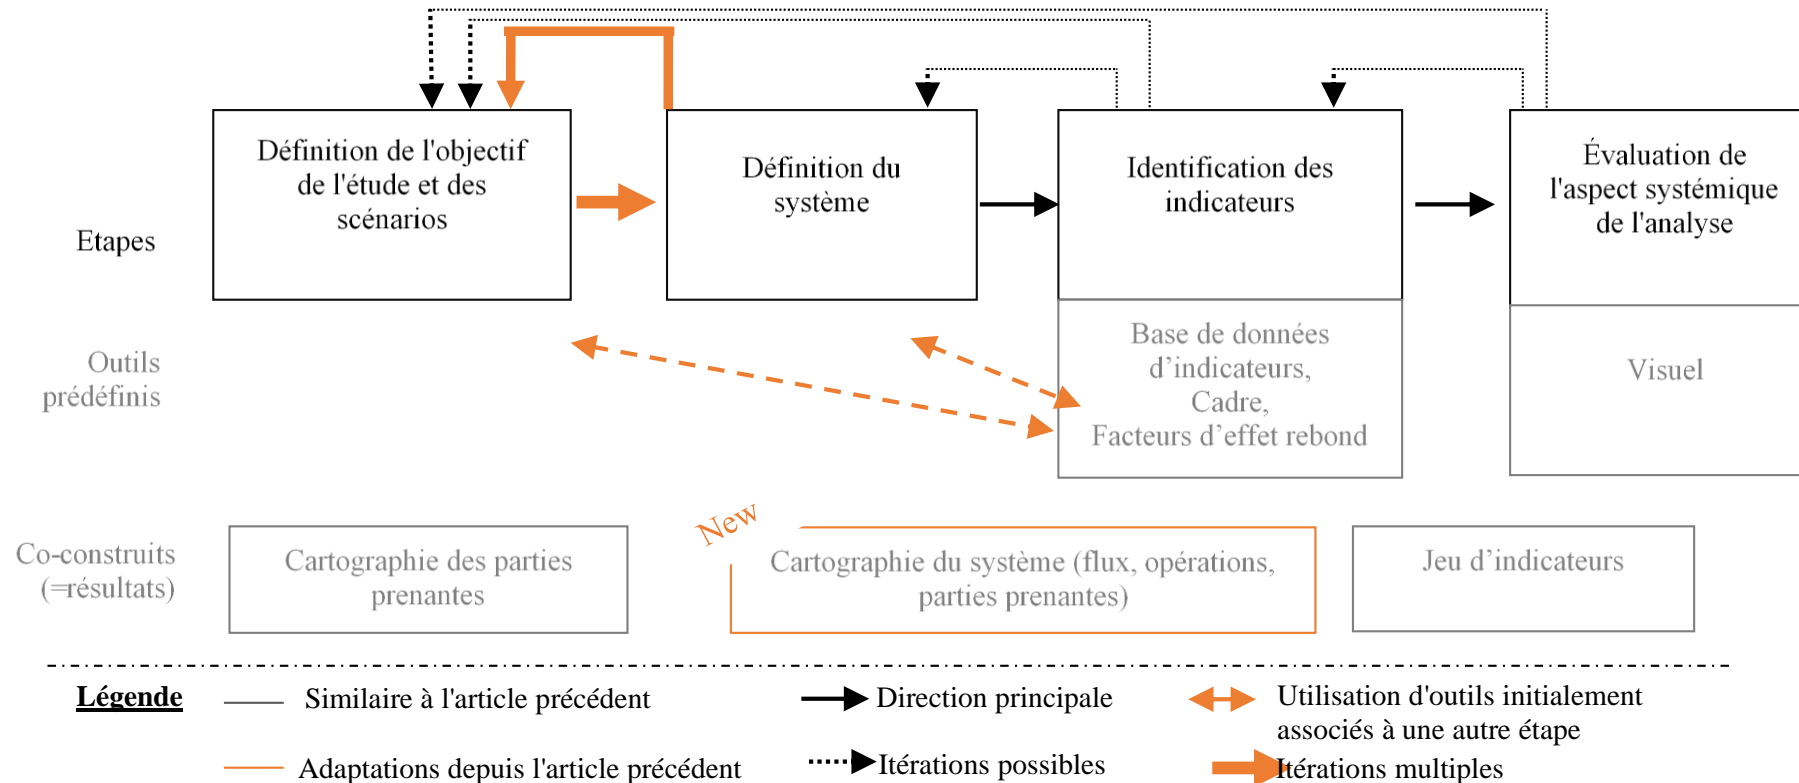 Définition de l'objectif
de l'étude et des
scénarios
Définition du
système
Identification des
indicateurs
Évaluation de
l'aspect systémique
de l'analyse
Etapes
Outils
prédéfinis
Base de données
d’indicateurs,
Cadre,
Facteurs d’effet rebond
Visuel
New
Co-construits
(=résultats)
Cartographie des parties
prenantes
Cartographie du système (flux, opérations,
parties prenantes)
Jeu d’indicateurs
Légende
Similaire à l'article précédent
Direction principale
Utilisation d'outils initialement
associés à une autre étape
Adaptations depuis l'article précédent
Itérations possibles
Itérations multiples